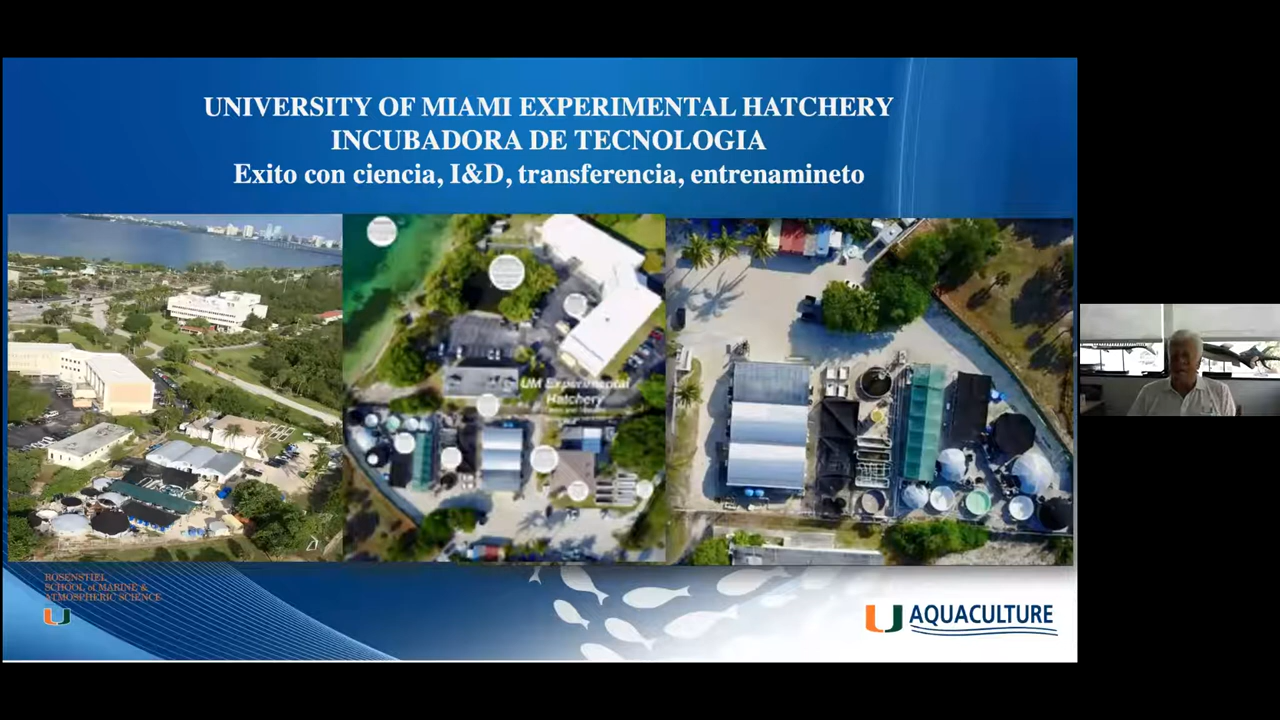 UNIVERSITY OF MIAMI EXPERIMENTAL HATCHERY
INCUBADORA DE TECNOLOGIA
Exito con ciencia, I&D, transferencia, entrenamineto
UM Experimental
Hatchery
ROSENSTIEL
SCHOOL of MARINE &
ATMOSPHERIC SCIENCE
U AQUACULTURE